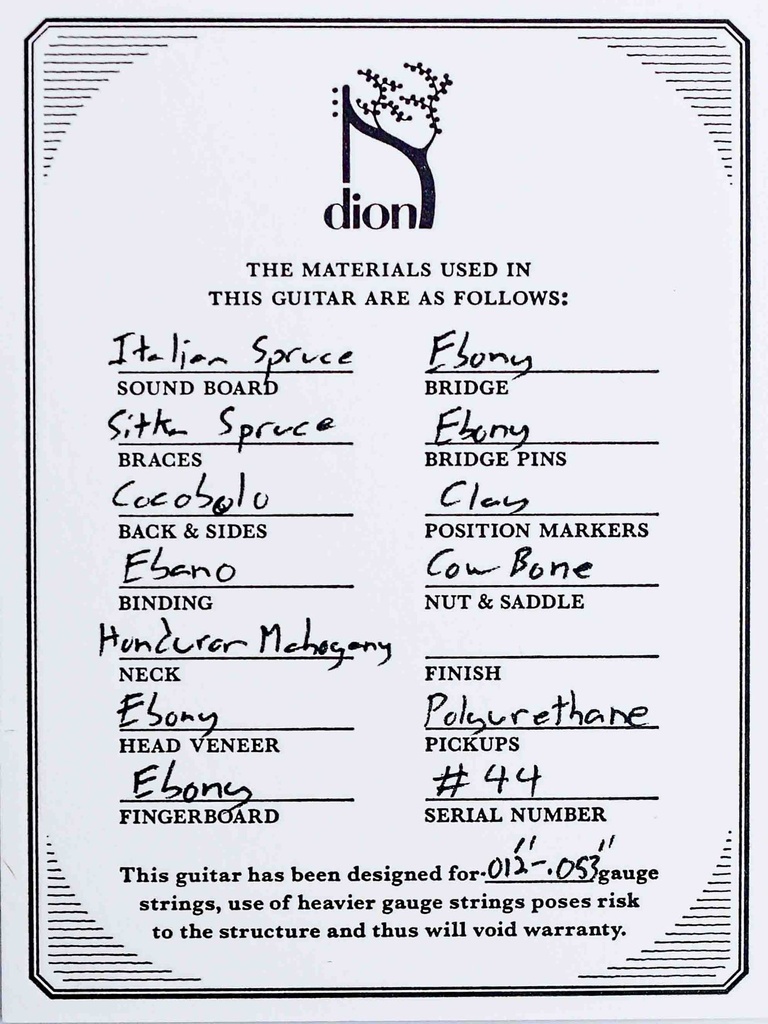 dion
THE MATERIALS USED IN
THIS GUITAR ARE AS FOLLOWS:
Italian Spruce
SOUND BOARD
Sitka Spruce
BRACES
Cocobolo
BACK & SIDES
Ebano
BINDING
Honduran Mahogany
NECK
Ebony
HEAD VENEER
Ebony
FINGERBOARD
Ebony
BRIDGE
Ebony
BRIDGE PINS
Clay
POSITION MARKERS
Cow Bone
NUT & SADDLE
FINISH
Polyurethane
PICKUPS
# 44
SERIAL NUMBER
This guitar has been designed for .012"-.053" gauge
strings, use of heavier gauge strings poses risk
to the structure and thus will void warranty.